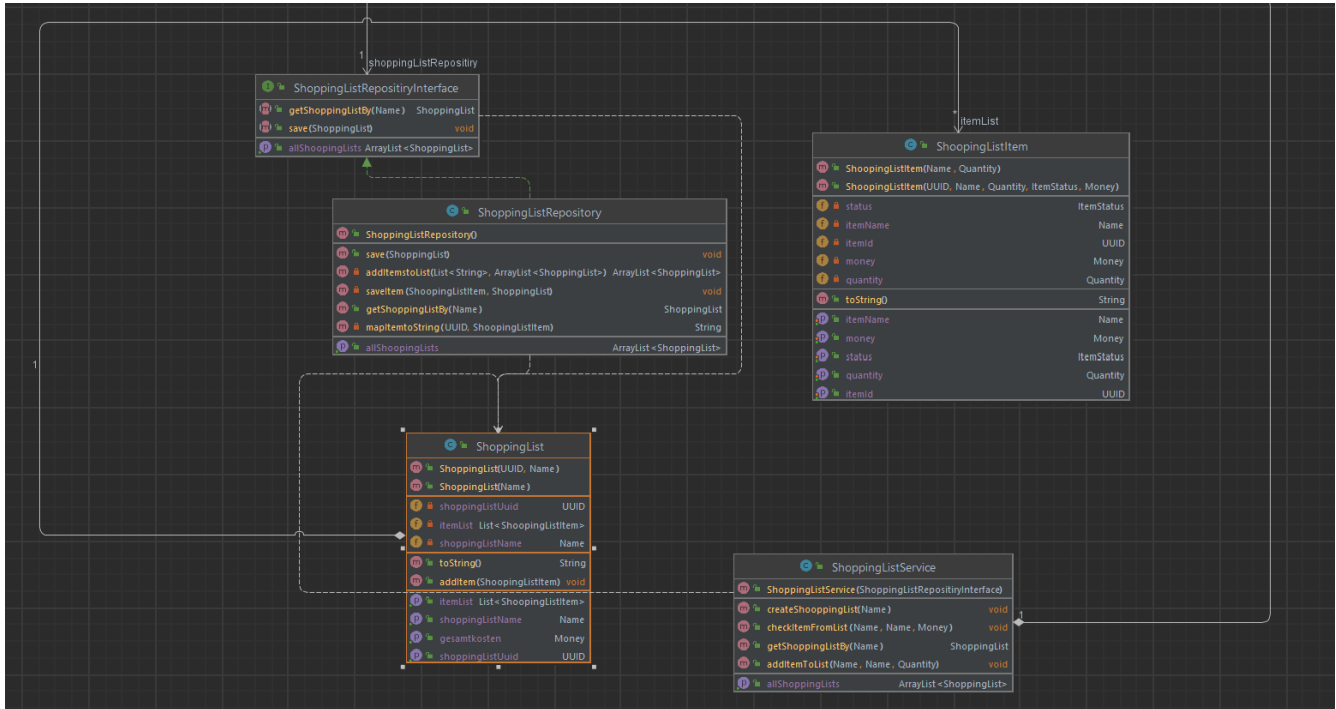 1
shoppingListRepositiry
ShoppingListRepositiryInterface
getShoppingListBy(Name) ShoppingList
save(ShoppingList) void
allShoopingLists ArrayList<ShoppingList>
*
itemList
ShoopingListItem
ShoopingListItem(Name, Quantity)
ShoopingListItem(UUID, Name, Quantity, ItemStatus, Money)
status ItemStatus
itemName Name
itemId UUID
money Money
quantity Quantity
toString() String
itemName Name
money Money
status ItemStatus
quantity Quantity
itemId UUID
ShoppingListRepository
ShoppingListRepository()
save(ShoppingList) void
addItemstoList(List<String>, ArrayList<ShoppingList>) ArrayList<ShoppingList>
saveItem(ShoopingListItem, ShoppingList) void
getShoppingListBy(Name) ShoppingList
mapItemtoString(UUID, ShoopingListItem) String
allShoopingLists ArrayList<ShoppingList>
1
ShoppingList
ShoppingList(UUID, Name)
ShoppingList(Name)
shoppingListUuid UUID
itemList List<ShoopingListItem>
shoppingListName Name
toString() String
addItem(ShoopingListItem) void
itemList List<ShoopingListItem>
shoppingListName Name
gesamtkosten Money
shoppingListUuid UUID
ShoppingListService
ShoppingListService(ShoppingListRepositiryInterface)
createShooppingList(Name) void
checkItemFromList(Name, Name, Money) void
getShoppingListBy(Name) ShoppingList
addItemToList(Name, Name, Quantity) void
allShoppingLists ArrayList<ShoppingList>
1